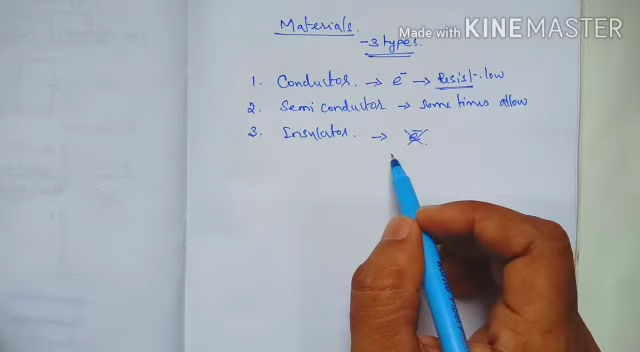 Materials.
Made with KINEMASTER
- 3 types.
1. Conductor. → e⁻ → Resist-low
2. Semi conductor → some times allow
3. Insulator. → e⁻.